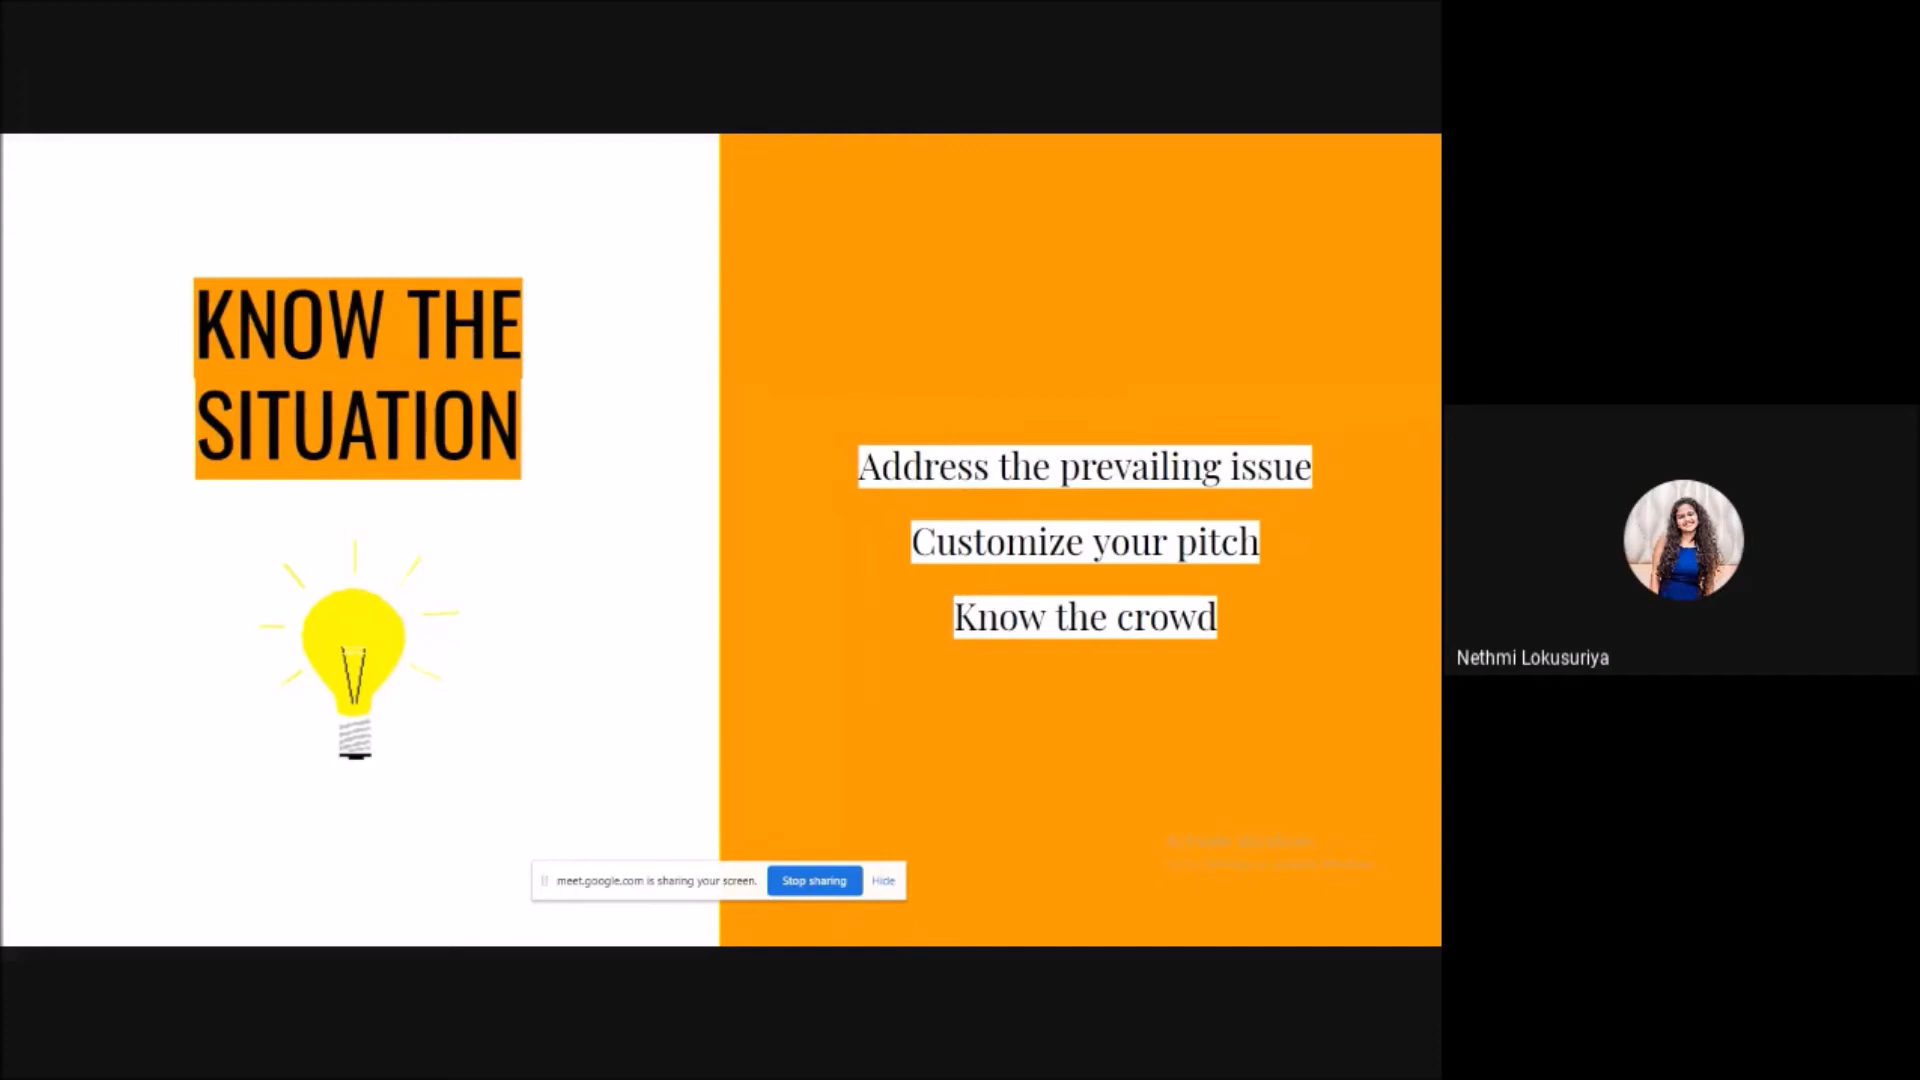 KNOW THE
SITUATION
Address the prevailing issue
Customize your pitch
Know the crowd
meet.google.com is sharing your screen.
Stop sharing
Hide
Nethmi Lokusuriya